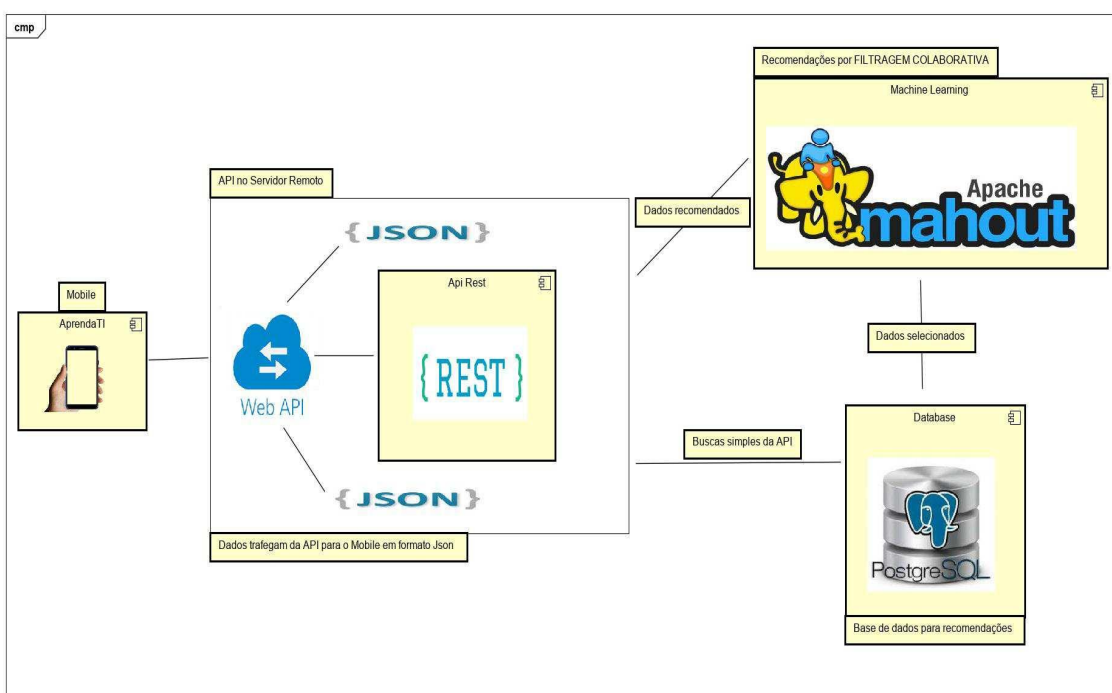 cmp
Recomendações por FILTRAGEM COLABORATIVA
Machine Learning
Apache
mahout
API no Servidor Remoto
Dados recomendados
{JSON}
Api Rest
Mobile
AprendaTI
{ REST }
Web API
Dados selecionados
Database
Buscas simples da API
{JSON}
PostgreSQL
Dados trafegam da API para o Mobile em formato Json
Base de dados para recomendações